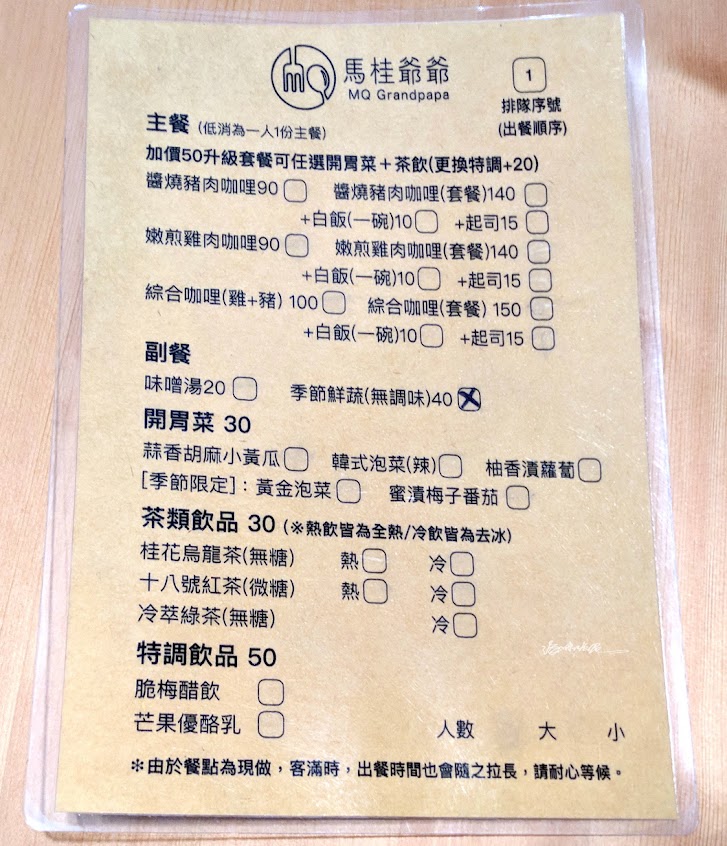 馬桂爺爺
MQ Grandpapa
1
排隊序號
(出餐順序)
主餐 (低消為一人1份主餐)
加價50升級套餐可任選開胃菜＋茶飲(更換特調+20)
醬燒豬肉咖哩90 醬燒豬肉咖哩(套餐)140
+白飯(一碗)10 +起司15
嫩煎雞肉咖哩90 嫩煎雞肉咖哩(套餐)140
+白飯(一碗)10 +起司15
綜合咖哩(雞+豬) 100 綜合咖哩(套餐) 150
+白飯(一碗)10 +起司15
副餐
味噌湯20 季節鮮蔬(無調味)40
開胃菜 30
蒜香胡麻小黃瓜 韓式泡菜(辣) 柚香漬蘿蔔
[季節限定]：黃金泡菜 蜜漬梅子番茄
茶類飲品 30 (※熱飲皆為全熱/冷飲皆為去冰)
桂花烏龍茶(無糖) 熱 冷
十八號紅茶(微糖) 熱 冷
冷萃綠茶(無糖) 冷
特調飲品 50
脆梅醋飲
芒果優酪乳
人數 大 小
＊由於餐點為現做，客滿時，出餐時間也會隨之拉長，請耐心等候。